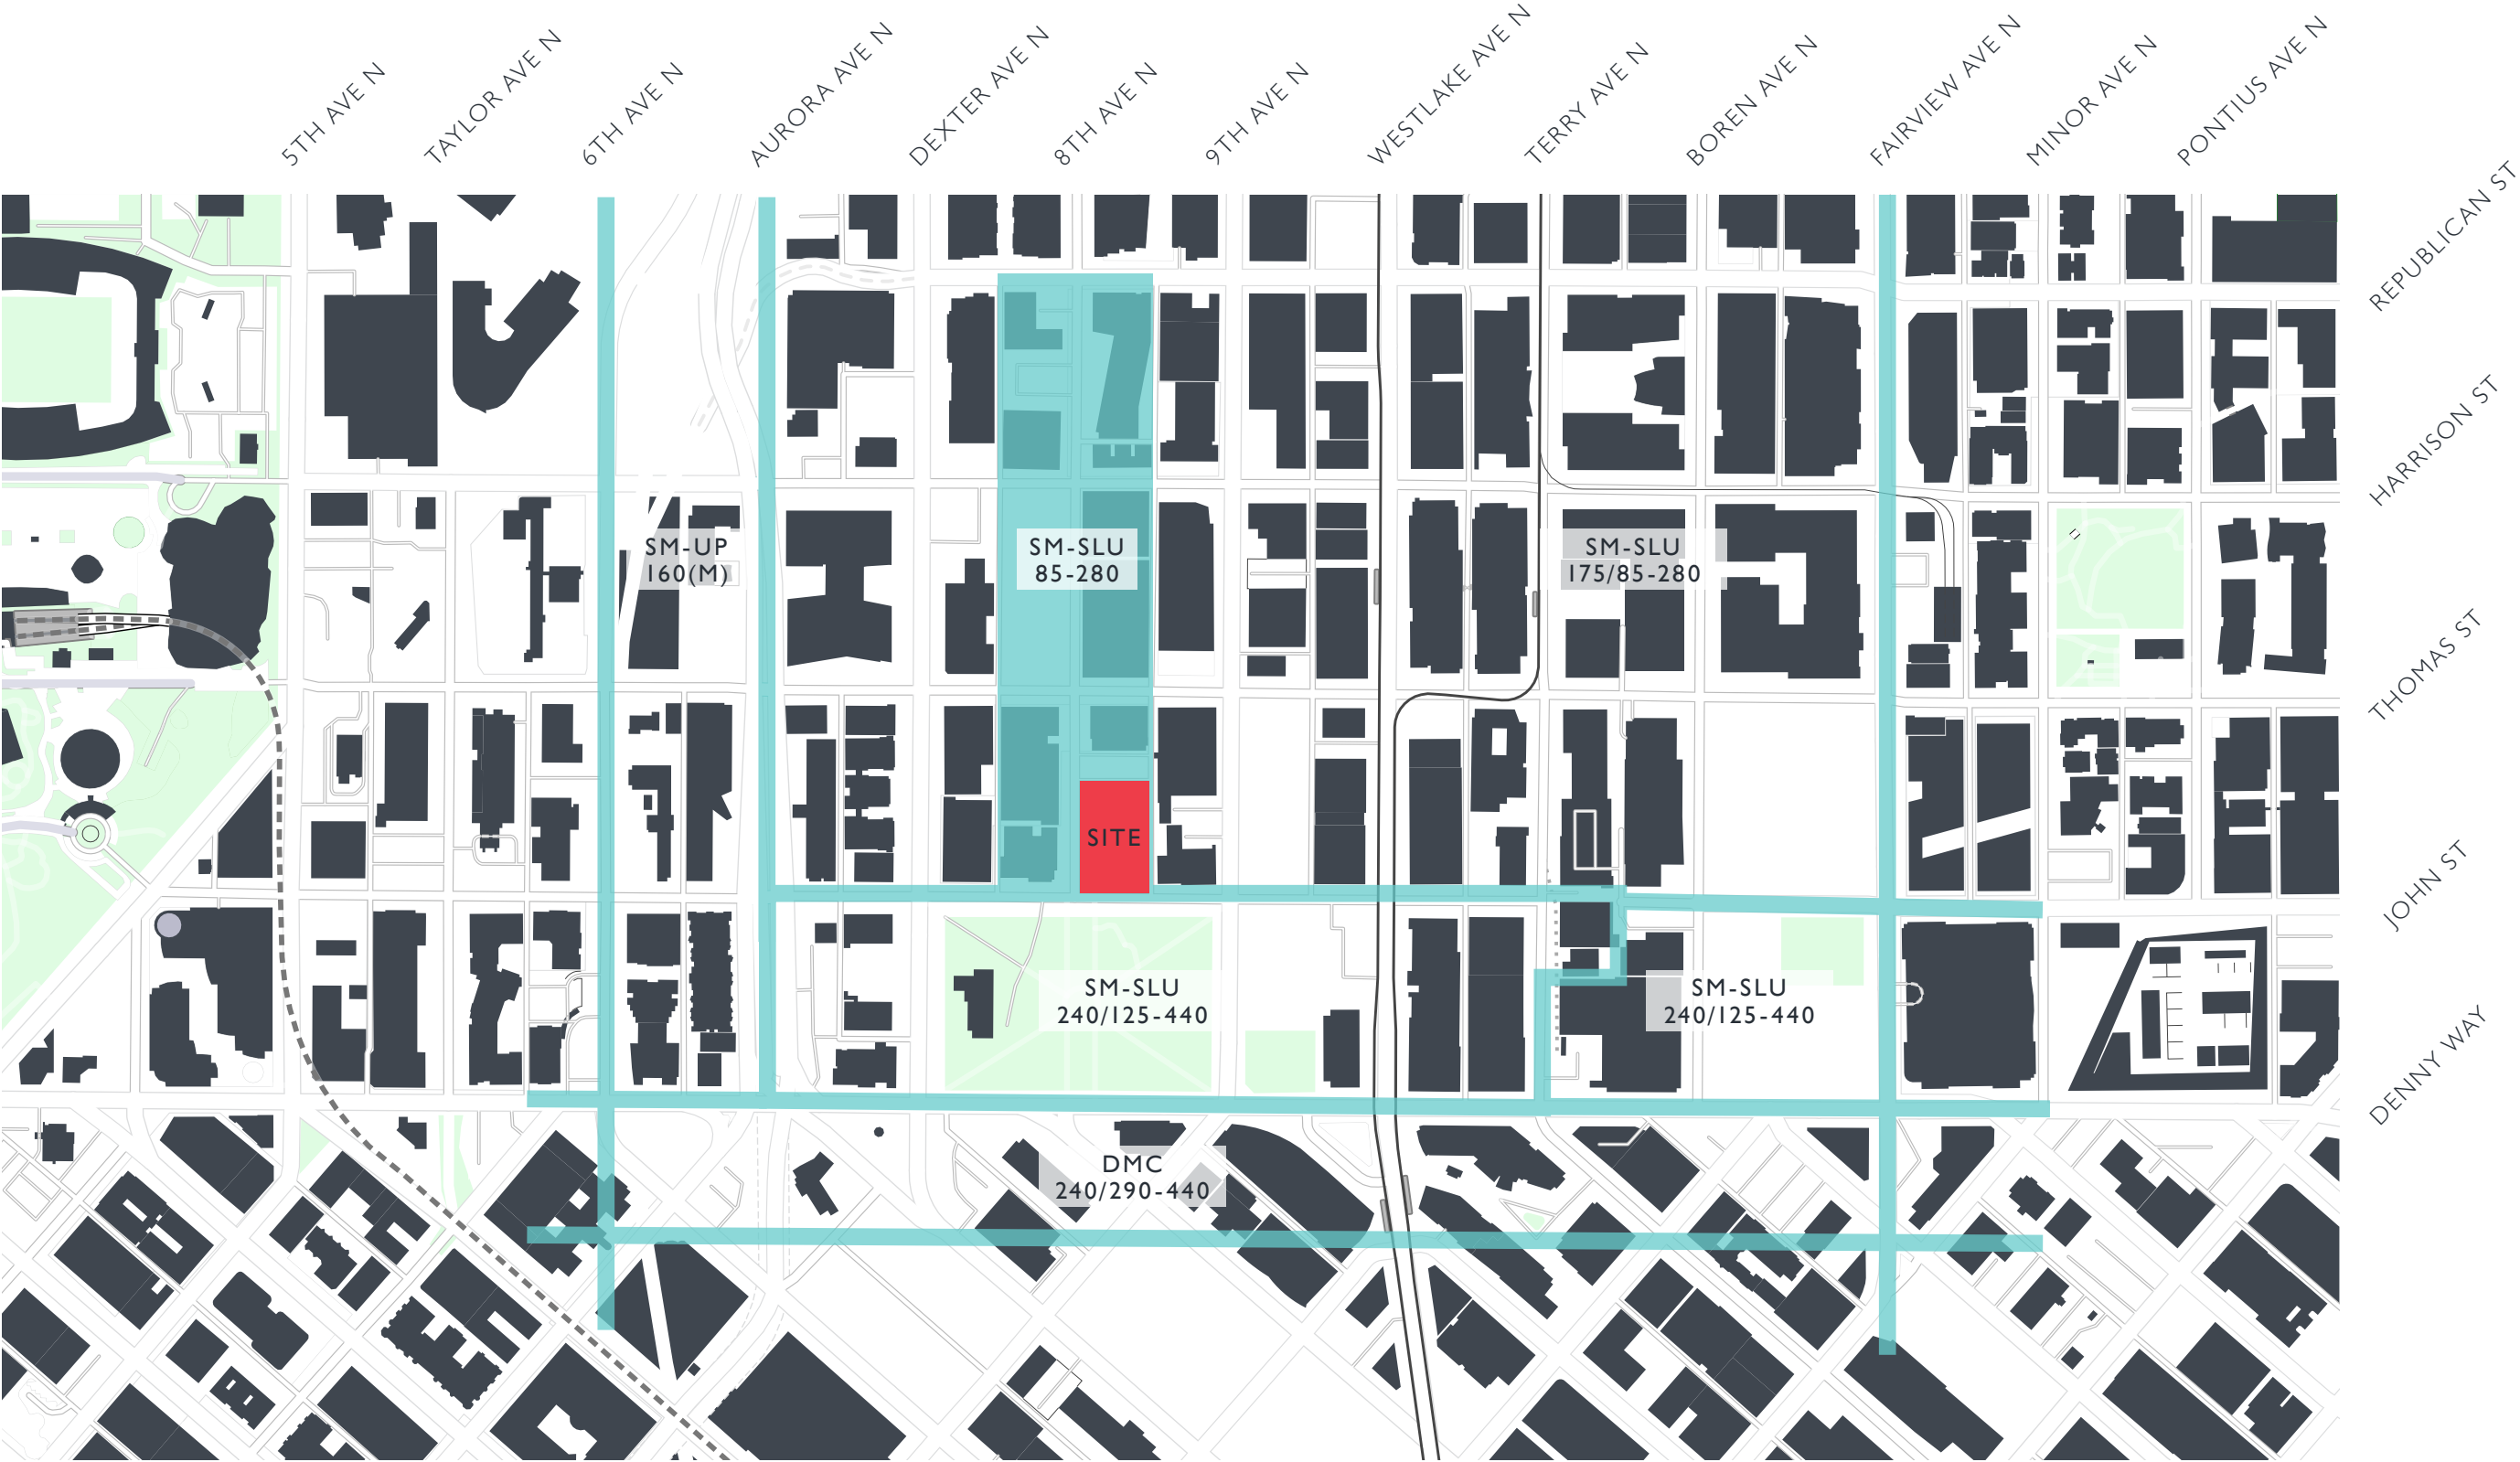 5TH AVE N
TAYLOR AVE N
6TH AVE N
AURORA AVE N
DEXTER AVE N
8TH AVE N
9TH AVE N
WESTLAKE AVE N
TERRY AVE N
BOREN AVE N
FAIRVIEW AVE N
MINOR AVE N
PONTIUS AVE N
REPUBLICAN ST
HARRISON ST
THOMAS ST
JOHN ST
DENNY WAY
SM-UP
160(M)
SM-SLU
85-280
SM-SLU
175/85-280
SITE
SM-SLU
240/125-440
SM-SLU
240/125-440
DMC
240/290-440